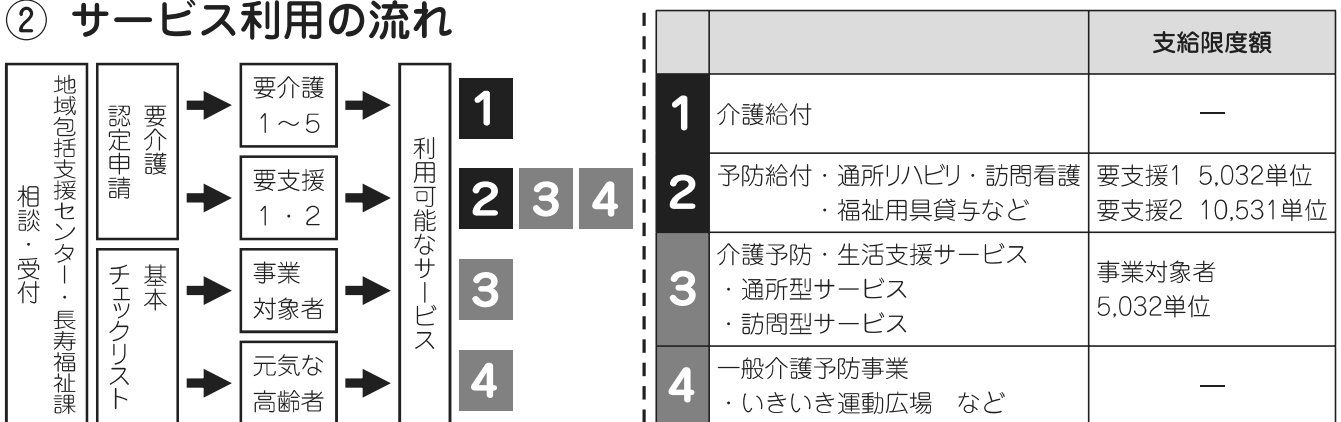 ② サービス利用の流れ
地域包括支援センター・長寿福祉課
相談・受付
要介護
認定申請
基本
チェックリスト
要介護
1～5
要支援
1・2
事業
対象者
元気な
高齢者
利用可能なサービス
1
2 3 4
3
4
支給限度額
1 介護給付 ―
2 予防給付・通所リハビリ・訪問看護 要支援1 5,032単位
・福祉用具貸与など 要支援2 10,531単位
3 介護予防・生活支援サービス
・通所型サービス
・訪問型サービス
事業対象者
5,032単位
4 一般介護予防事業 ―
・いきいき運動広場 など